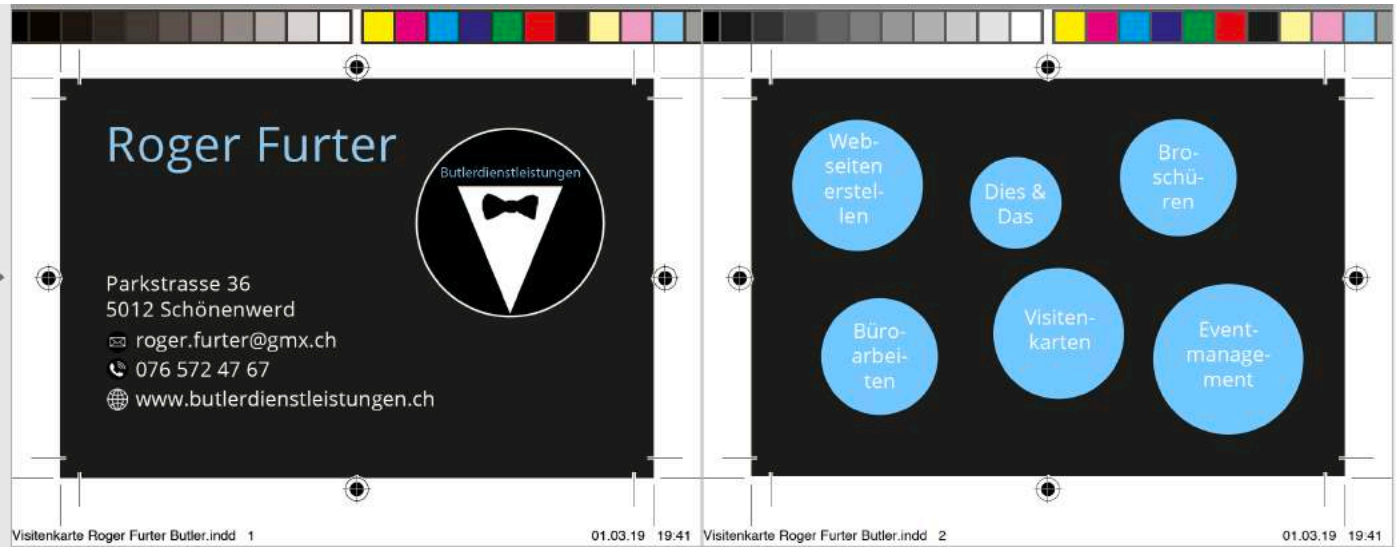 Roger Furter
Butlerdienstleistungen
Parkstrasse 36
5012 Schönenwerd
roger.furter@gmx.ch
076 572 47 67
www.butlerdienstleistungen.ch
Visitenkarte Roger Furter Butler.indd 1
01.03.19 19:41
Web-
seiten
erstel-
len
Dies &
Das
Bro-
schü-
ren
Büro-
arbei-
ten
Visiten-
karten
Event-
manage-
ment
Visitenkarte Roger Furter Butler.indd 2
01.03.19 19:41